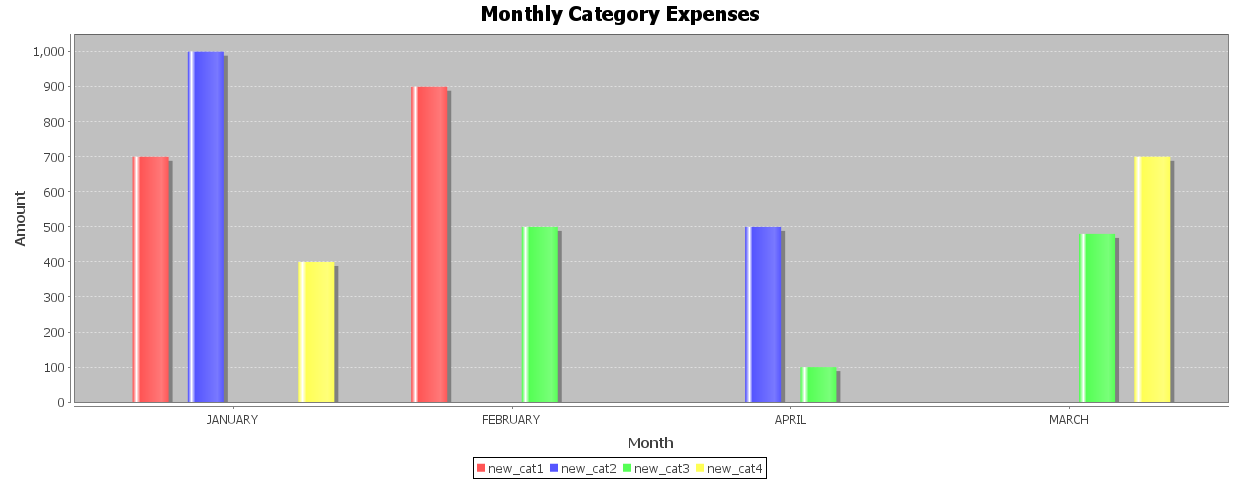 Monthly Category Expenses
1,000
900
800
700
600
500
400
300
200
100
0
Amount
JANUARY FEBRUARY APRIL MARCH
Month
new_cat1 new_cat2 new_cat3 new_cat4